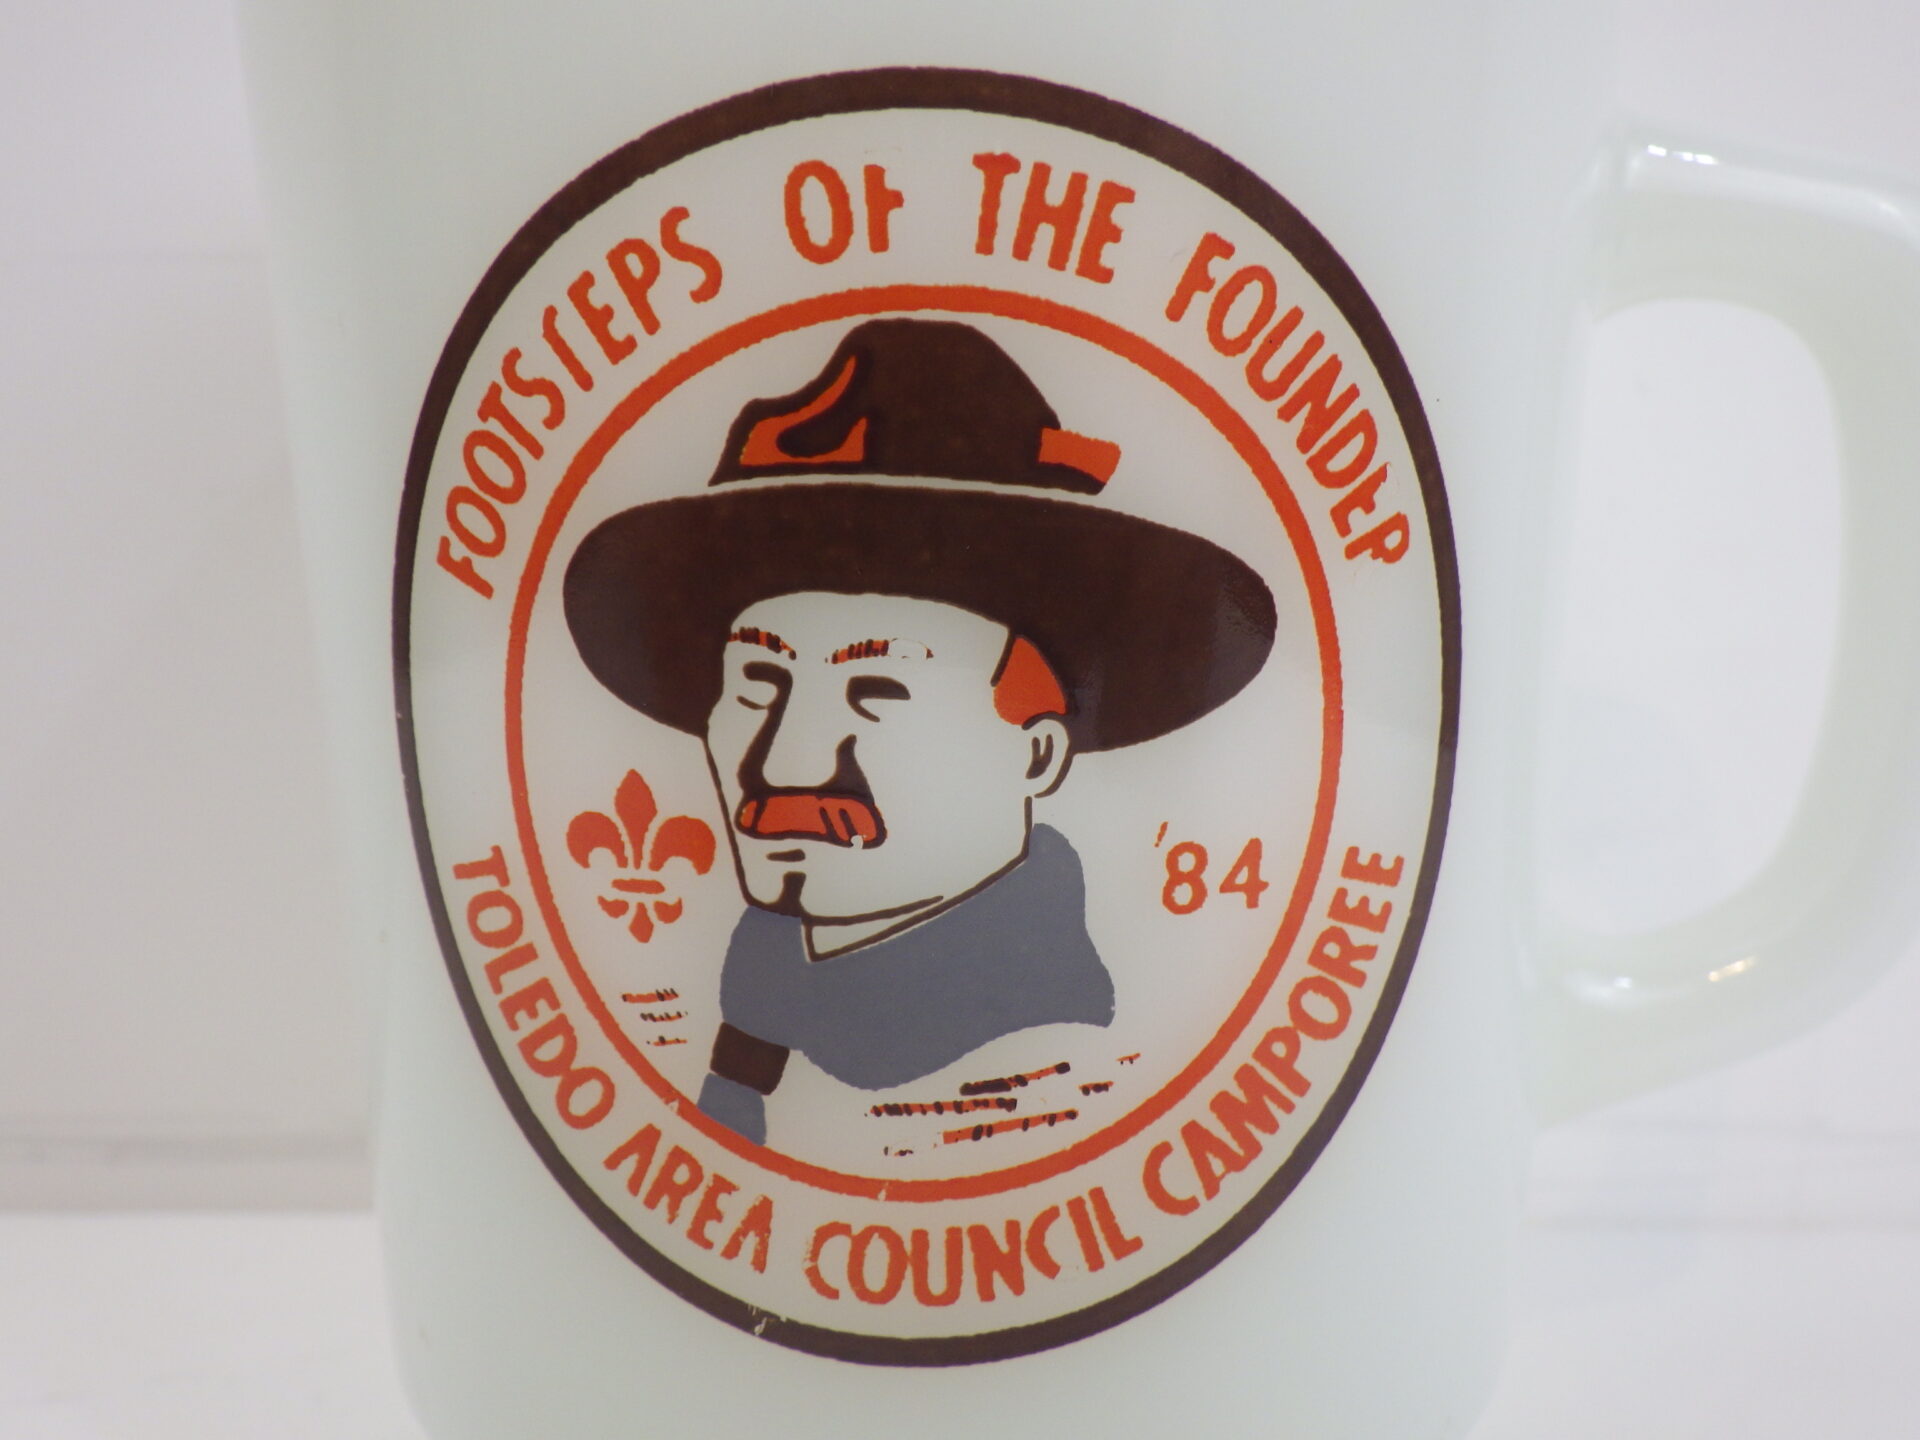 FOOTSTEPS OF THE FOUNDER
'84
TOLEDO AREA COUNCIL CAMPOREE